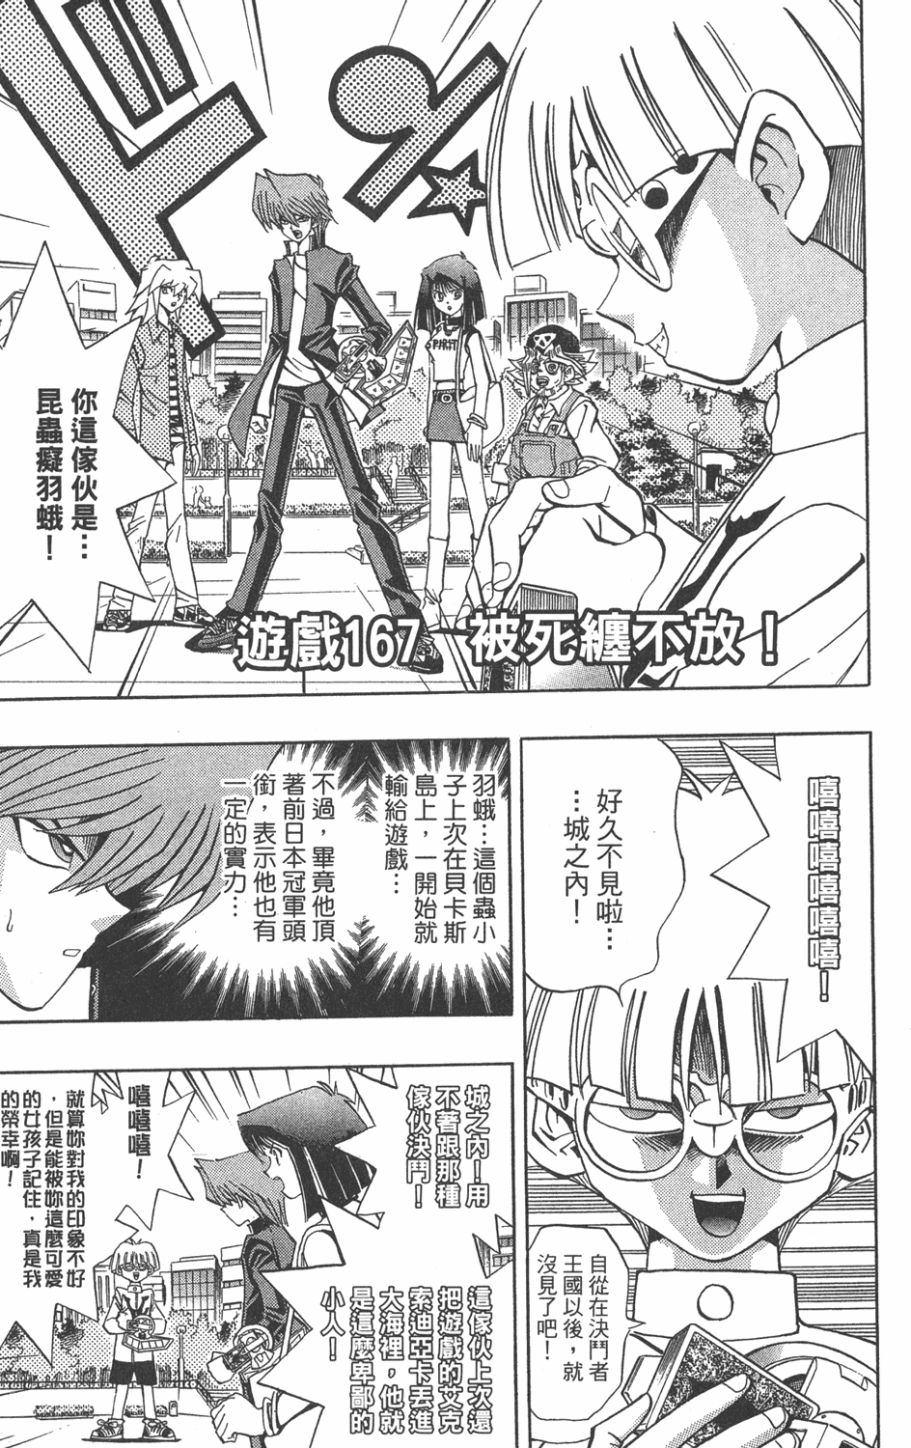 ドン☆
你這傢伙是…
昆蟲癡羽蛾！
PIRIT
遊戲167 被死纏不放！
嘻嘻嘻嘻嘻嘻！
好久不見啦…
…城之內！
自從在決鬥者
王國以後，就
沒見了吧！
羽蛾…這個蟲小
子上次在貝卡斯
島上，一開始就
輸給遊戲…
不過，畢竟他頂
著前日本冠軍頭
銜，表示他也有
一定的實力…
城之內！用
不著跟那種
傢伙決鬥！
這傢伙上次還
把遊戲的艾克
索迪亞卡丟進
大海裡，他就
是這麼卑鄙的
小人！
嘻嘻嘻！
就算妳對我的印象不好
，但是能被妳這麼可愛
的女孩子記住，真是我
的榮幸啊！